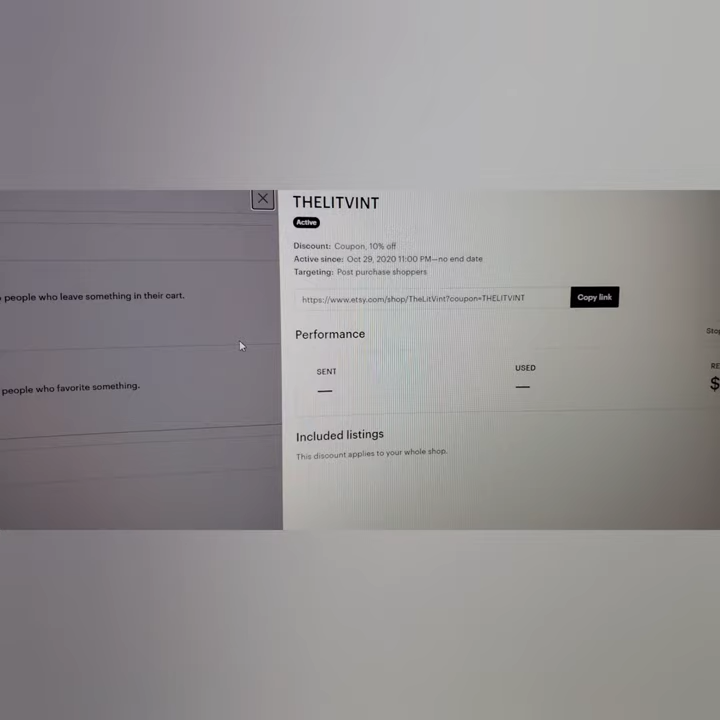 THELITVINT
Active
Discount: Coupon, 10% off
Active since: Oct 29, 2020 11:00 PM—no end date
Targeting: Post purchase shoppers
people who leave something in their cart.
https://www.etsy.com/shop/TheLitVint?coupon=THELITVINT
Copy link
Performance
SENT
USED
—
—
$
people who favorite something.
Included listings
This discount applies to your whole shop.